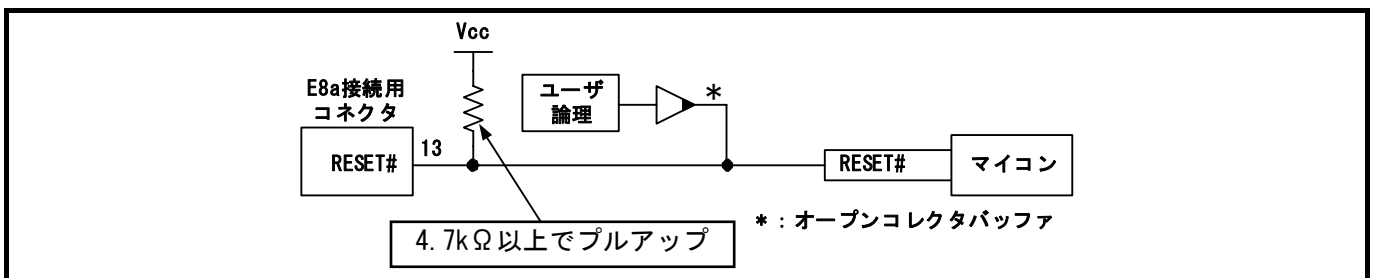 Vcc
E8a接続用
コネクタ
RESET#
13
ユーザ
論理
*
RESET#
マイコン
4.7kΩ以上でプルアップ
*:オープンコレクタバッファ